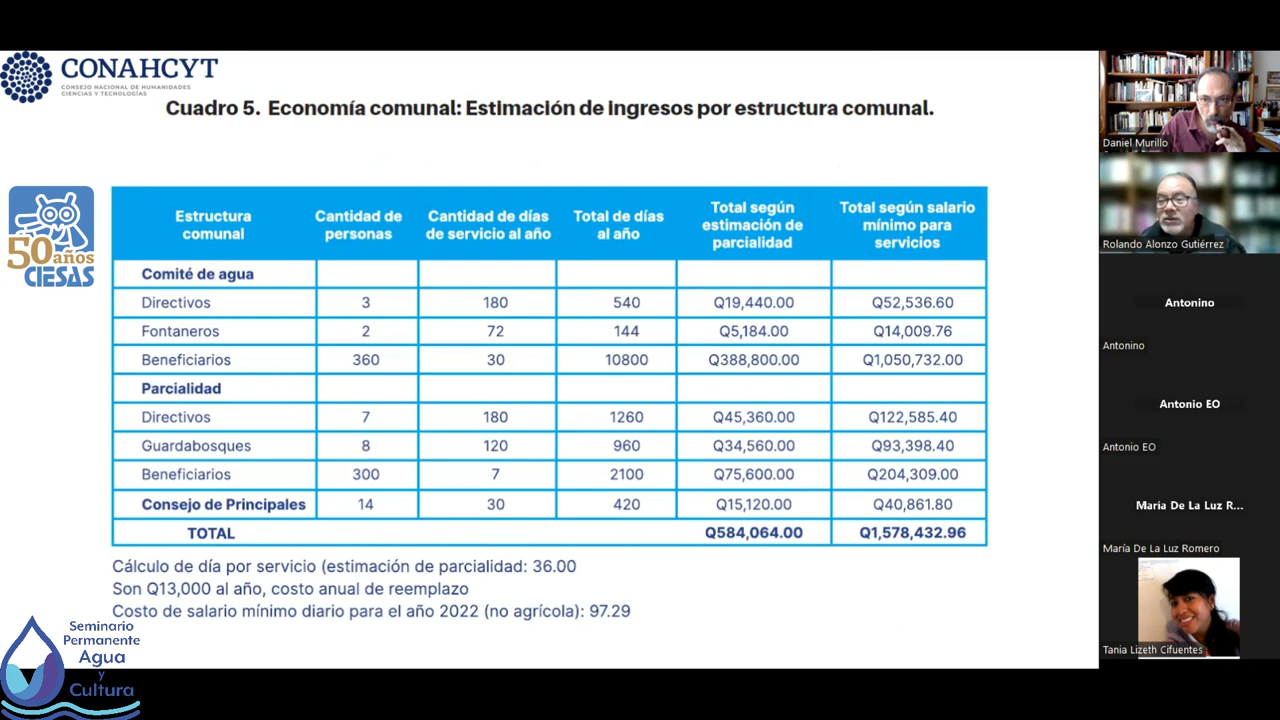 CONAHCYT
CONSEJO NACIONAL DE HUMANIDADES
CIENCIAS Y TECNOLOGÍAS
Cuadro 5. Economía comunal: Estimación de ingresos por estructura comunal.
50 años
CIESAS
Estructura comunal | Cantidad de personas | Cantidad de días de servicio al año | Total de días al año | Total según estimación de parcialidad | Total según salario mínimo para servicios
Comité de agua
Directivos 3 180 540 Q19,440.00 Q52,536.60
Fontaneros 2 72 144 Q5,184.00 Q14,009.76
Beneficiarios 360 30 10800 Q388,800.00 Q1,050,732.00
Parcialidad
Directivos 7 180 1260 Q45,360.00 Q122,585.40
Guardabosques 8 120 960 Q34,560.00 Q93,398.40
Beneficiarios 300 7 2100 Q75,600.00 Q204,309.00
Consejo de Principales 14 30 420 Q15,120.00 Q40,861.80
TOTAL Q584,064.00 Q1,578,432.96
Cálculo de día por servicio (estimación de parcialidad: 36.00
Son Q13,000 al año, costo anual de reemplazo
Costo de salario mínimo diario para el año 2022 (no agrícola): 97.29
Seminario
Permanente
Agua
y
Cultura
Daniel Murillo
Rolando Alonzo Gutiérrez
Antonino
Antonino
Antonio EO
Antonio EO
Maria De La Luz R...
María De La Luz Romero
Tania Lizeth Cifuentes